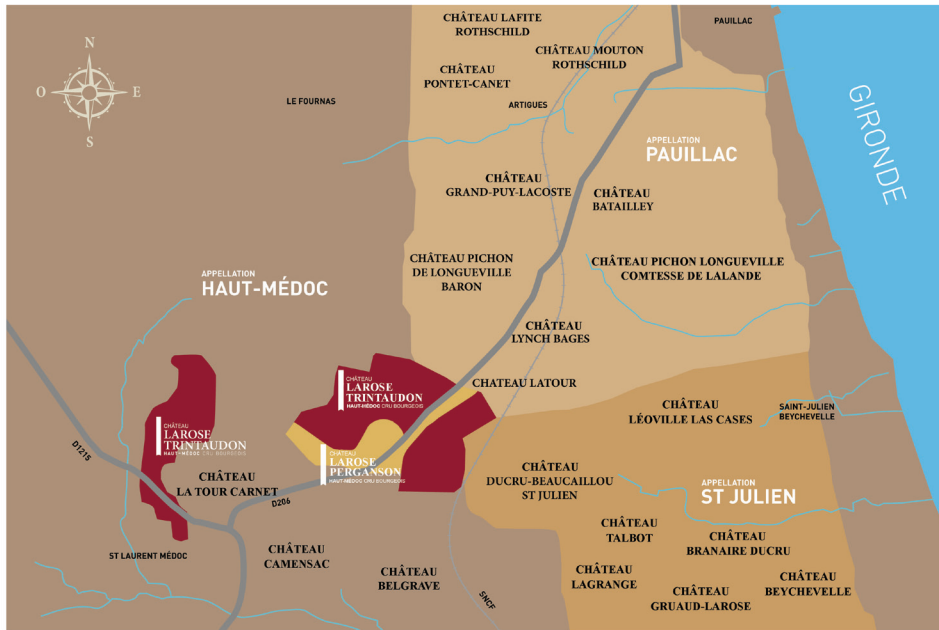 N
O
E
S
CHÂTEAU LAFITE
ROTHSCHILD
CHÂTEAU MOUTON
ROTHSCHILD
PAUILLAC
CHÂTEAU
PONTET-CANET
LE FOURNAS
ARTIGUES
GIRONDE
APPELLATION
PAUILLAC
CHÂTEAU
GRAND-PUY-LACOSTE
CHÂTEAU
BATAILLEY
CHÂTEAU PICHON
DE LONGUEVILLE
BARON
CHÂTEAU PICHON LONGUEVILLE
COMTESSE DE LALANDE
APPELLATION
HAUT-MÉDOC
CHÂTEAU
LYNCH BAGES
CHATEAU LATOUR
CHÂTEAU
LAROSE
TRINTAUDON
HAUT-MÉDOC CRU BOURGEOIS
CHÂTEAU
LÉOVILLE LAS CASES
SAINT-JULIEN
BEYCHEVELLE
CHÂTEAU
LAROSE
TRINTAUDON
HAUT-MÉDOC CRU BOURGEOIS
D1215
CHÂTEAU
LAROSE
PERGANSON
HAUT-MÉDOC CRU BOURGEOIS
CHÂTEAU
LA TOUR CARNET
D206
CHÂTEAU
DUCRU-BEAUCAILLOU
ST JULIEN
APPELLATION
ST JULIEN
CHÂTEAU
TALBOT
CHÂTEAU
BRANAIRE DUCRU
ST LAURENT MÉDOC
CHÂTEAU
CAMENSAC
CHÂTEAU
BELGRAVE
SNCF
CHÂTEAU
LAGRANGE
CHÂTEAU
GRUAUD-LAROSE
CHÂTEAU
BEYCHEVELLE